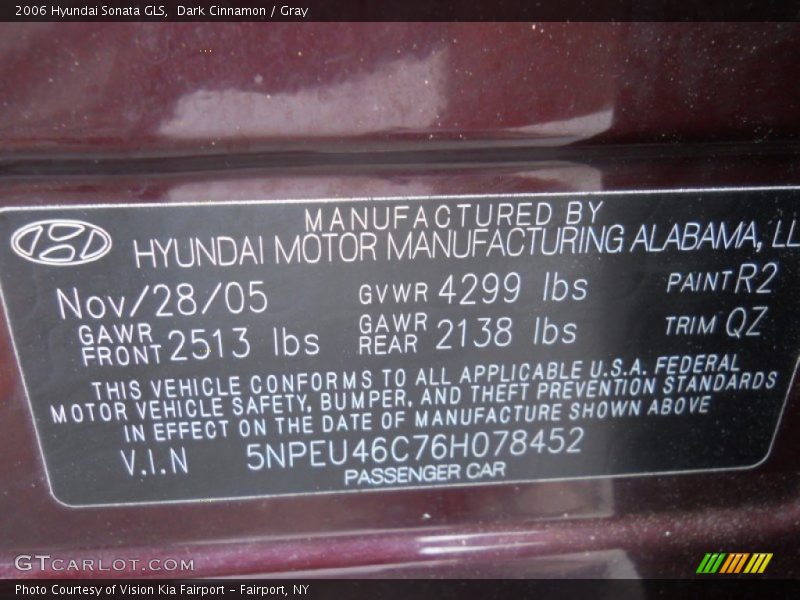 2006 Hyundai Sonata GLS, Dark Cinnamon / Gray
MANUFACTURED BY
HYUNDAI MOTOR MANUFACTURING ALABAMA, LL
Nov/28/05 GVWR 4299 lbs PAINT R2
GAWR FRONT 2513 lbs GAWR REAR 2138 lbs TRIM QZ
THIS VEHICLE CONFORMS TO ALL APPLICABLE U.S.A. FEDERAL
MOTOR VEHICLE SAFETY, BUMPER, AND THEFT PREVENTION STANDARDS
IN EFFECT ON THE DATE OF MANUFACTURE SHOWN ABOVE
V.I.N 5NPEU46C76H078452
PASSENGER CAR
GTCARLOT.COM
Photo Courtesy of Vision Kia Fairport - Fairport, NY